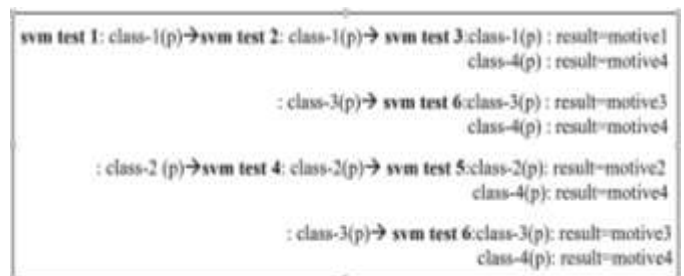 svm test 1: class-1(p)→svm test 2: class-1(p)→ svm test 3:class-1(p) : result=motive1
class-4(p) : result=motive4
: class-3(p)→ svm test 6:class-3(p) : result=motive3
class-4(p) : result=motive4
: class-2 (p)→svm test 4: class-2(p)→ svm test 5:class-2(p): result=motive2
class-4(p): result=motive4
: class-3(p)→ svm test 6:class-3(p): result=motive3
class-4(p): result=motive4